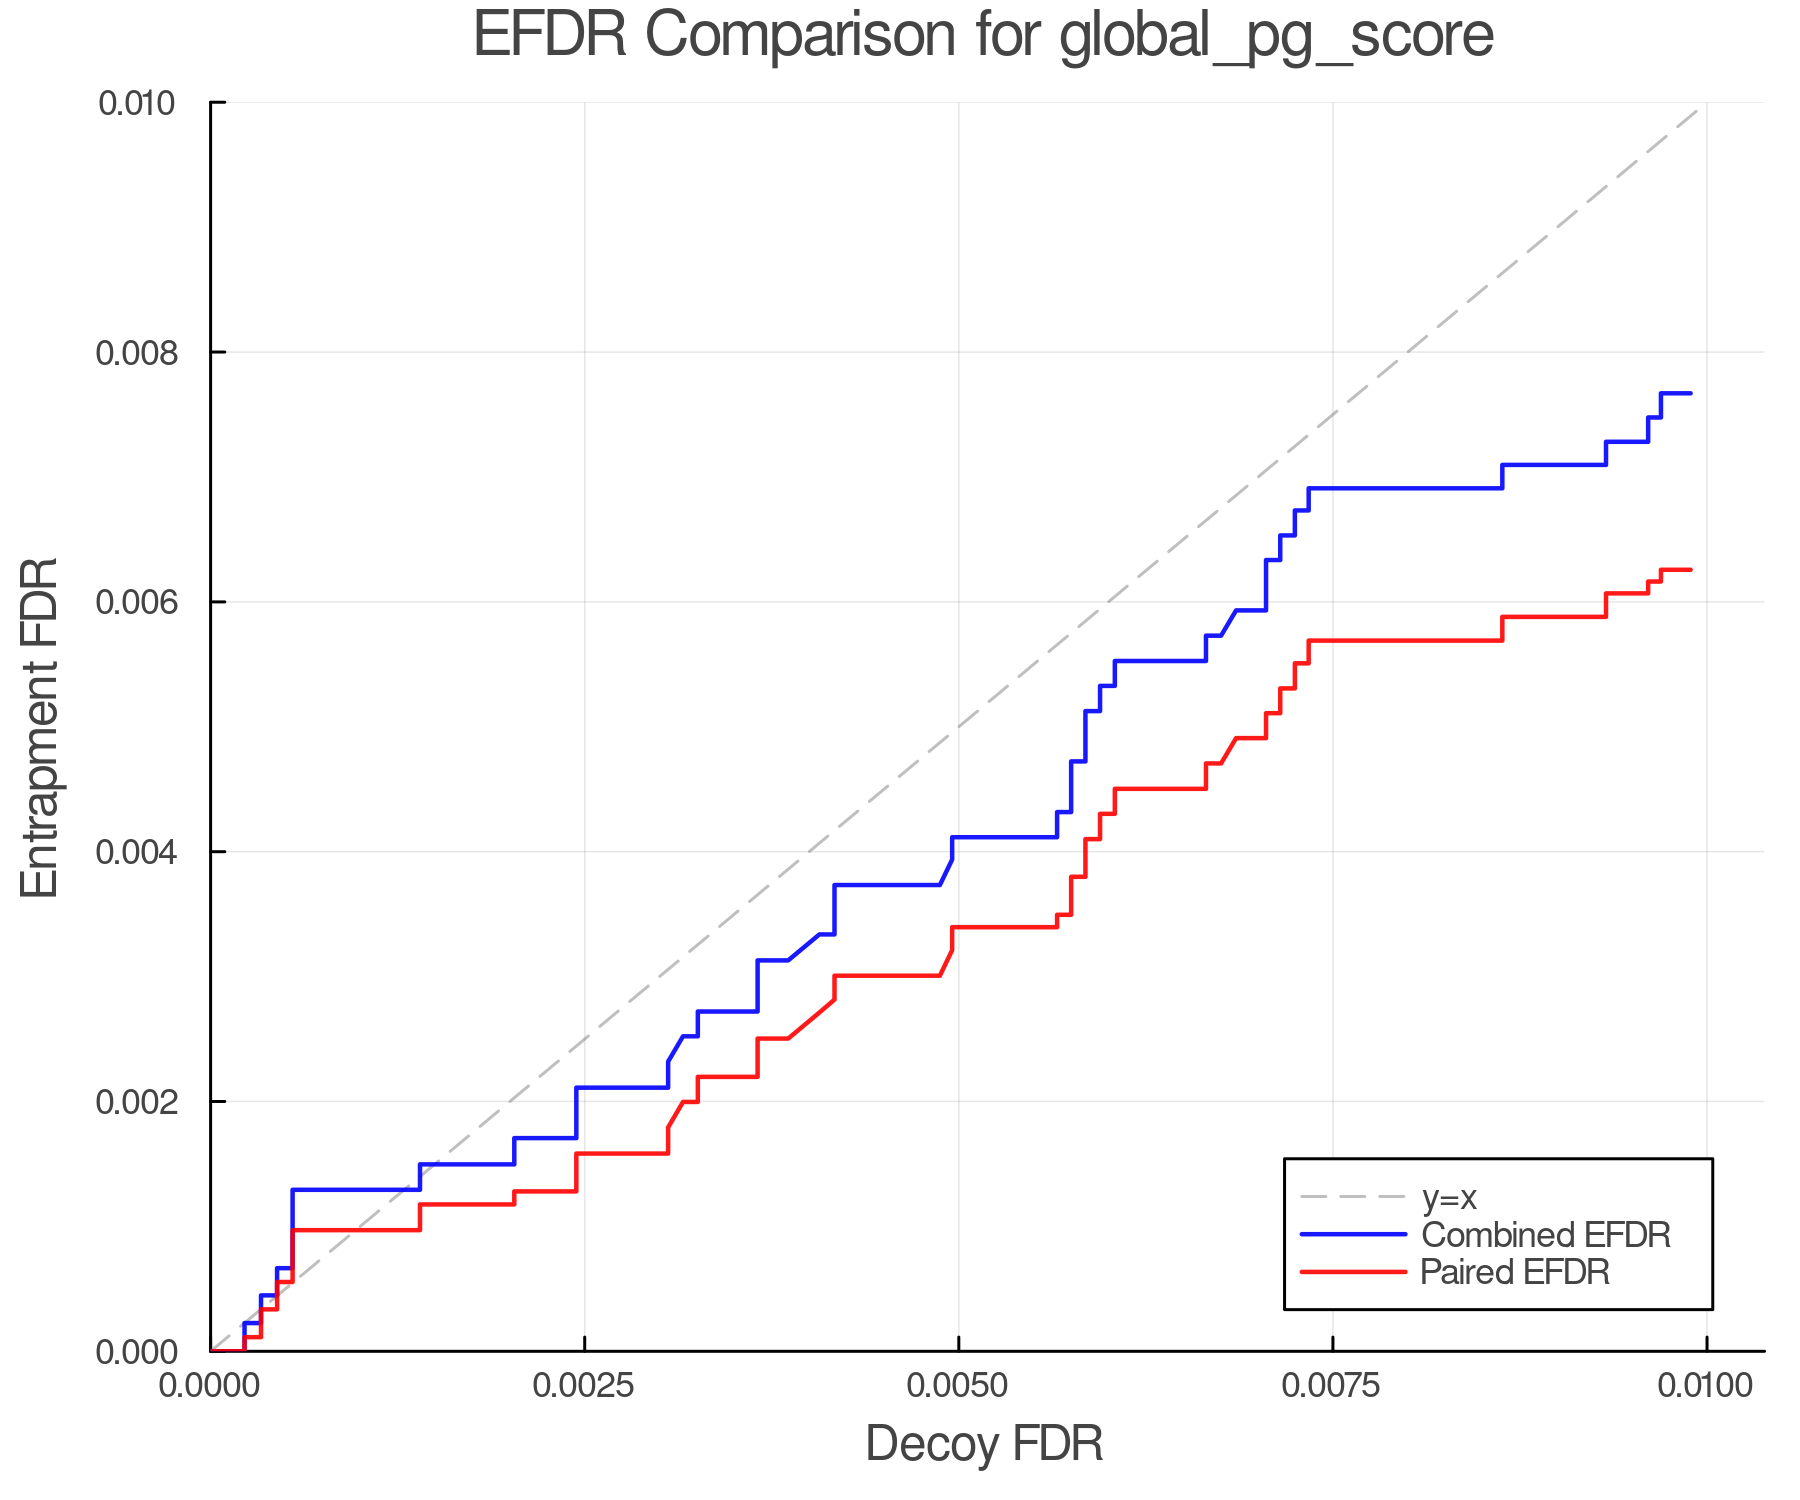 EFDR Comparison for global_pg_score
0.010
0.008
0.006
0.004
0.002
0.000
Entrapment FDR
0.0000
0.0025
0.0050
0.0075
0.0100
Decoy FDR
y=x
Combined EFDR
Paired EFDR